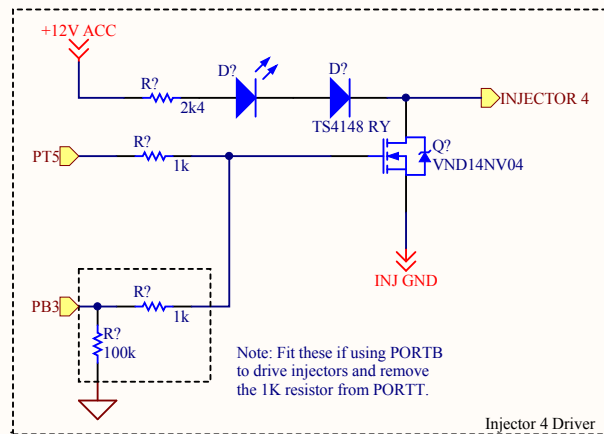 +12V ACC
D?
D?
R?
2k4
TS4148 RY
INJECTOR 4
R?
PT5
1k
Q?
VND14NV04
INJ GND
R?
PB3
1k
R?
100k
Note: Fit these if using PORTB
to drive injectors and remove
the 1K resistor from PORTT.
Injector 4 Driver